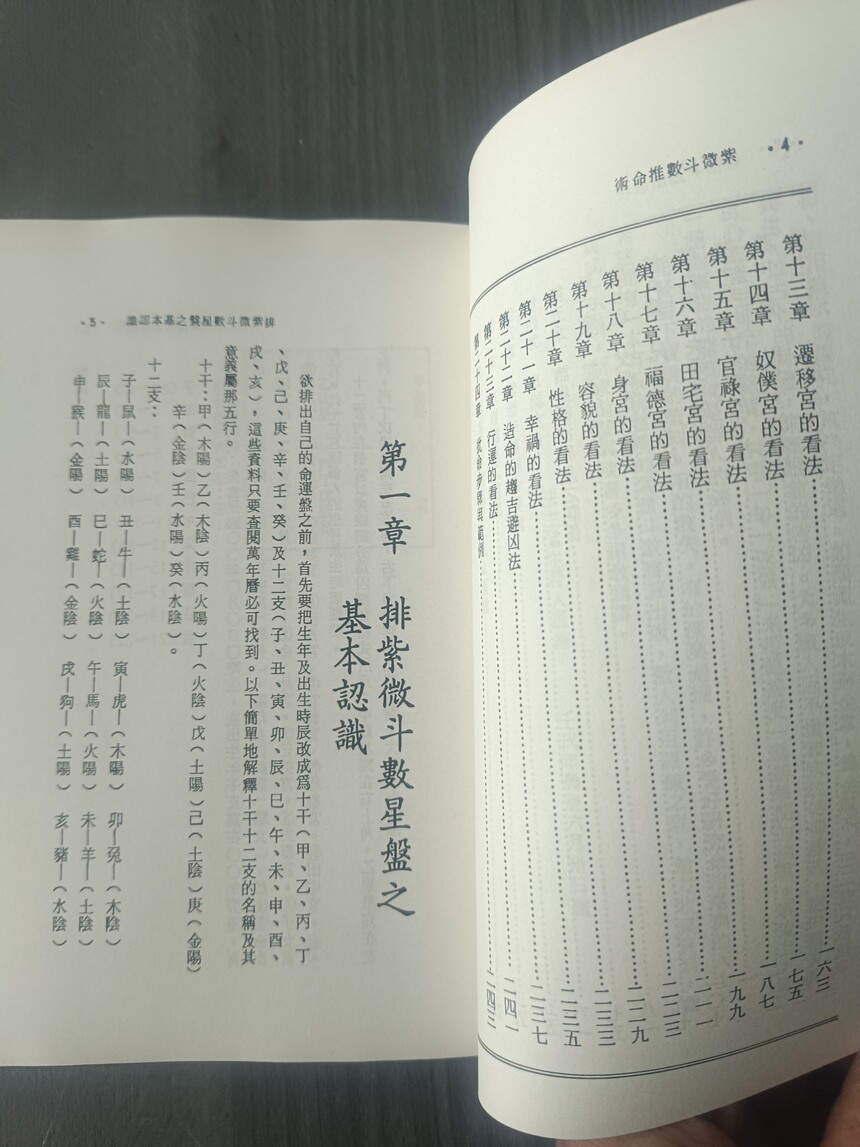 ·4· 紫微斗數推命術
第十三章 遷移宮的看法……一六三
第十四章 奴僕宮的看法……一七五
第十五章 官祿宮的看法……一八七
第十六章 田宅宮的看法……一九九
第十七章 福德宮的看法……二一一
第十八章 身宮的看法……二二三
第十九章 容貌的看法……二二九
第二十章 性格的看法……二三三
第二十一章 幸禍的看法……二三五
第二十二章 造命的趨吉避凶法……二三七
第二十三章 行運的看法……二四一
第二十四章 批命步驟與範例……二四三
排紫微斗數星盤之基本認識 ·5·
第一章 排紫微斗數星盤之
基本認識
欲排出自己的命運盤之前，首先要把生年及出生時辰改成爲十干（甲、乙、丙、丁
、戊、己、庚、辛、壬、癸）及十二支（子、丑、寅、卯、辰、巳、午、未、申、酉、
戌、亥），這些資料只要查閱萬年曆必可找到。以下簡單地解釋十干十二支的名稱及其
意義屬那五行。
十干：甲（木陽）乙（木陰）丙（火陽）丁（火陰）戊（土陽）己（土陰）庚（金陽）
辛（金陰）壬（水陽）癸（水陰）。
十二支：
子—鼠—（水陽） 丑—牛—（土陰） 寅—虎—（木陽） 卯—兔—（木陰）
辰—龍—（土陽） 巳—蛇—（火陰） 午—馬—（火陽） 未—羊—（土陰）
申—猴—（金陽） 酉—雞—（金陰） 戌—狗—（土陽） 亥—豬—（水陰）